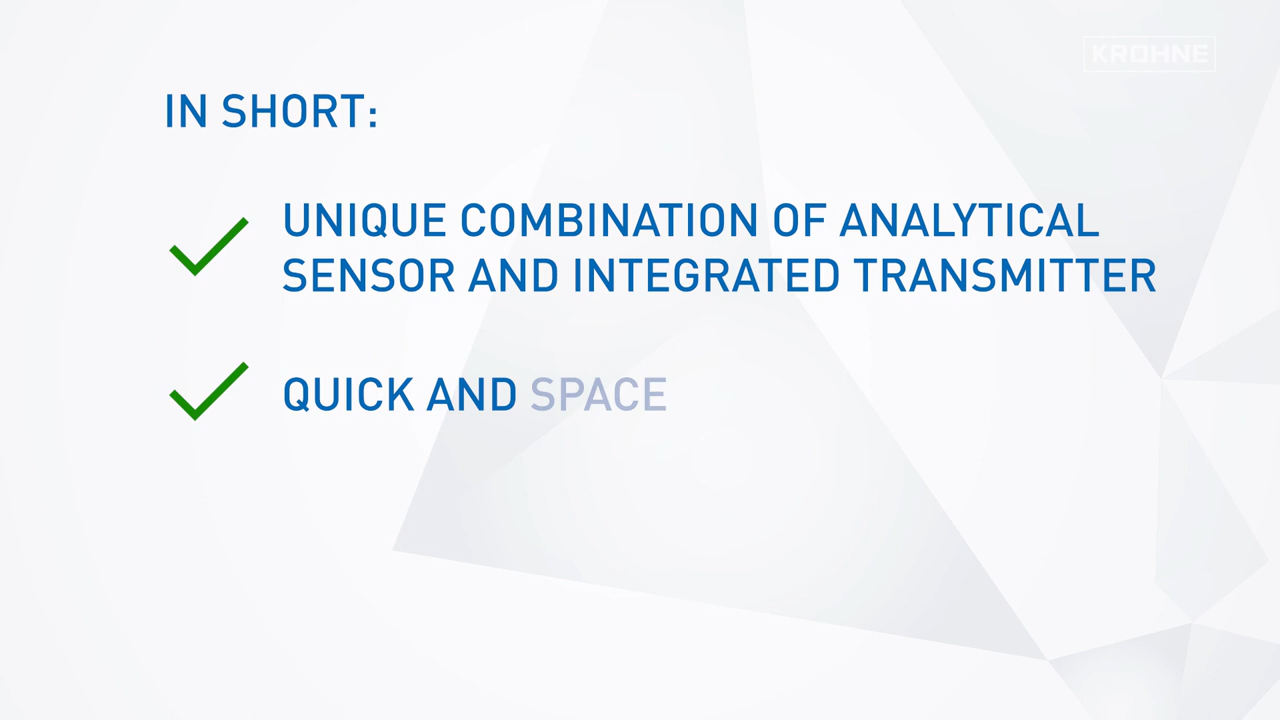 KROHNE
IN SHORT:
UNIQUE COMBINATION OF ANALYTICAL
SENSOR AND INTEGRATED TRANSMITTER
QUICK AND SPACE